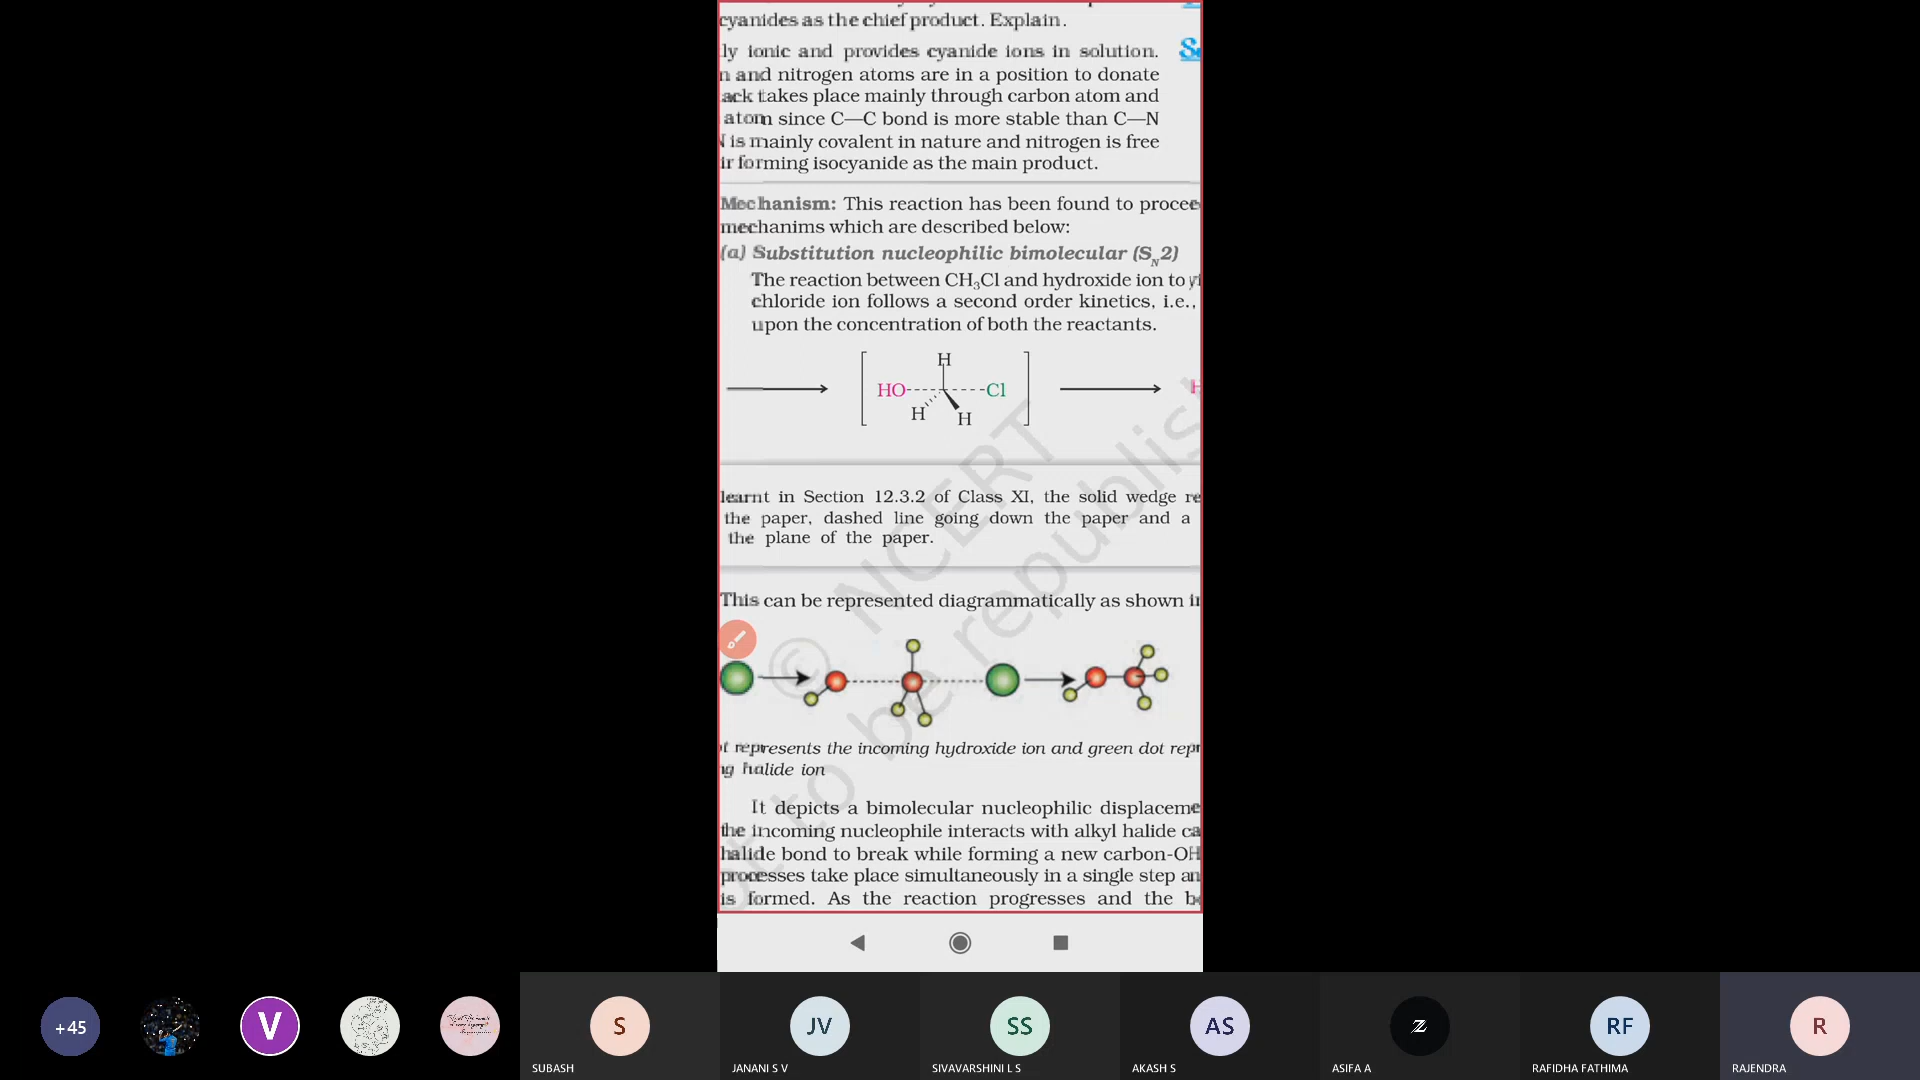 cyanides as the chief product. Explain.
ly ionic and provides cyanide ions in solution.
and nitrogen atoms are in a position to donate
ack takes place mainly through carbon atom and
atom since C—C bond is more stable than C—N
N is mainly covalent in nature and nitrogen is free
ir forming isocyanide as the main product.
Mechanism: This reaction has been found to procee
mechanims which are described below:
(a) Substitution nucleophilic bimolecular (SN2)
The reaction between CH3Cl and hydroxide ion to yi
chloride ion follows a second order kinetics, i.e.,
upon the concentration of both the reactants.
H
HO Cl
H H
H
learnt in Section 12.3.2 of Class XI, the solid wedge re
the paper, dashed line going down the paper and a
the plane of the paper.
This can be represented diagrammatically as shown in
t represents the incoming hydroxide ion and green dot repr
ng halide ion
It depicts a bimolecular nucleophilic displaceme
the incoming nucleophile interacts with alkyl halide ca
halide bond to break while forming a new carbon-OH
processes take place simultaneously in a single step an
is formed. As the reaction progresses and the bo
© NCERT
to be republish
+45
V
S
JV
SS
AS
Z
RF
R
SUBASH
JANANI S V
SIVAVARSHINI L S
AKASH S
ASIFA A
RAFIDHA FATHIMA
RAJENDRA